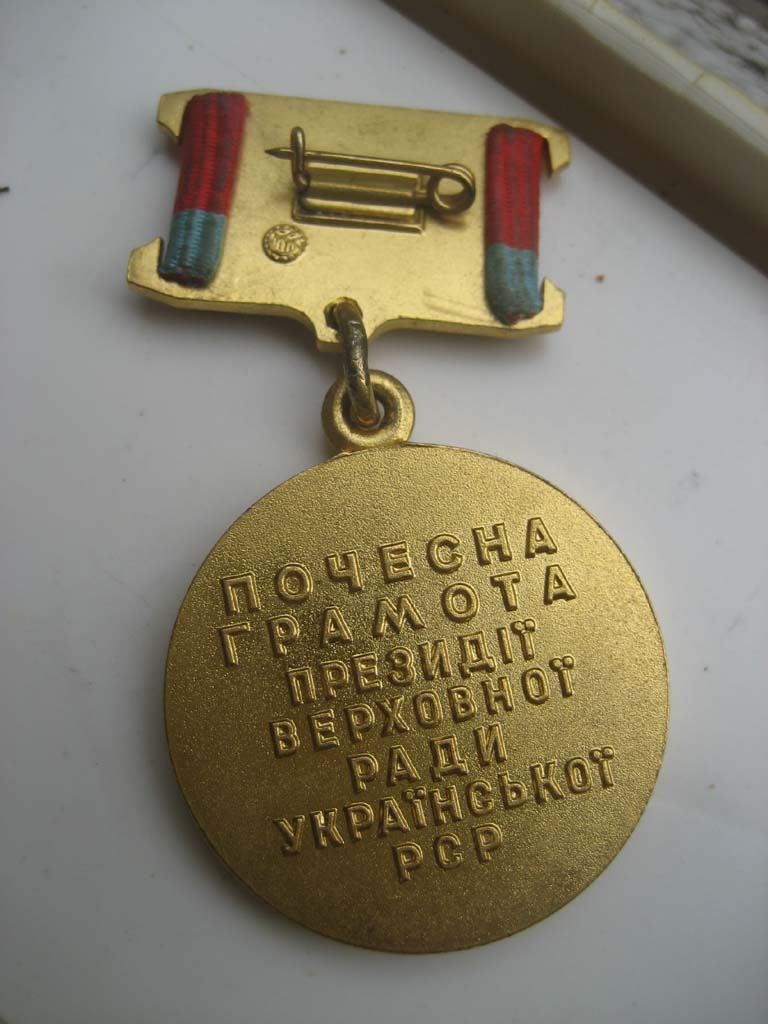 ПОЧЕСНА
ГРАМОТА
ПРЕЗИДІЇ
ВЕРХОВНОЇ
РАДИ
УКРАЇНСЬКОЇ
РСР